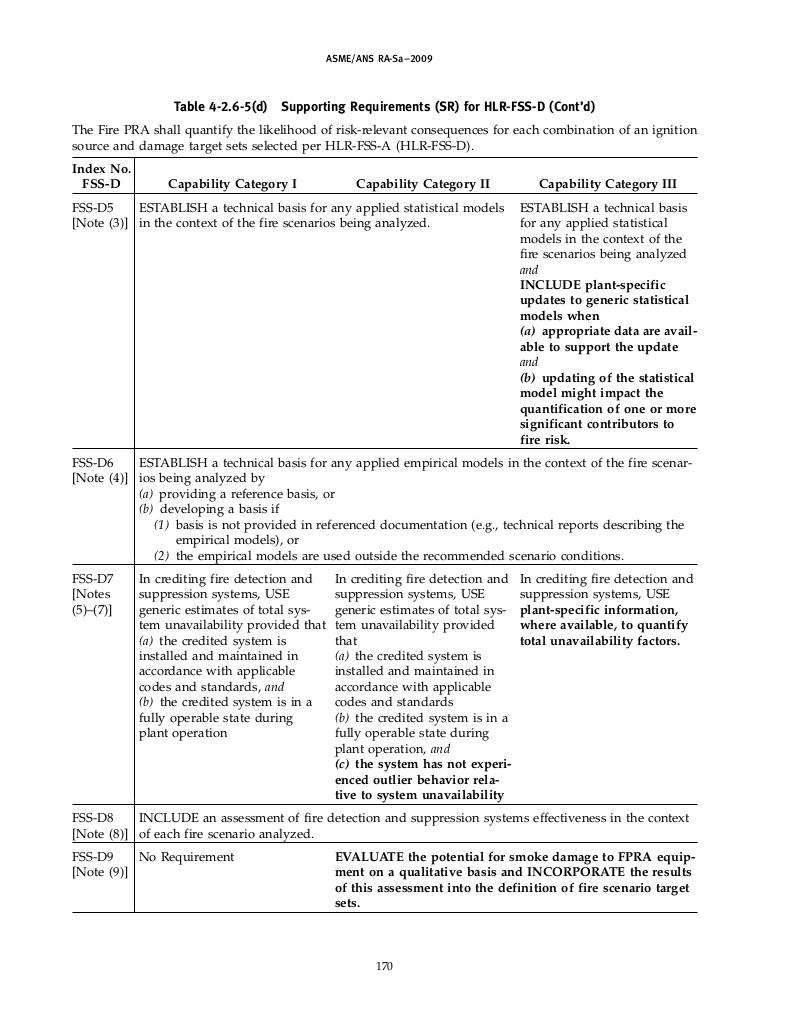 ASME/ANS RA-Sa–2009
Table 4-2.6-5(d) Supporting Requirements (SR) for HLR-FSS-D (Cont'd)
The Fire PRA shall quantify the likelihood of risk-relevant consequences for each combination of an ignition
source and damage target sets selected per HLR-FSS-A (HLR-FSS-D).
Index No.
FSS-D
Capability Category I
Capability Category II
Capability Category III
FSS-D5
[Note (3)]
ESTABLISH a technical basis for any applied statistical models
in the context of the fire scenarios being analyzed.
ESTABLISH a technical basis
for any applied statistical
models in the context of the
fire scenarios being analyzed
and
INCLUDE plant-specific
updates to generic statistical
models when
(a) appropriate data are avail-
able to support the update
and
(b) updating of the statistical
model might impact the
quantification of one or more
significant contributors to
fire risk.
FSS-D6
[Note (4)]
ESTABLISH a technical basis for any applied empirical models in the context of the fire scenar-
ios being analyzed by
(a) providing a reference basis, or
(b) developing a basis if
(1) basis is not provided in referenced documentation (e.g., technical reports describing the
empirical models), or
(2) the empirical models are used outside the recommended scenario conditions.
FSS-D7
[Notes
(5)–(7)]
In crediting fire detection and
suppression systems, USE
generic estimates of total sys-
tem unavailability provided that
(a) the credited system is
installed and maintained in
accordance with applicable
codes and standards, and
(b) the credited system is in a
fully operable state during
plant operation
In crediting fire detection and
suppression systems, USE
generic estimates of total sys-
tem unavailability provided
that
(a) the credited system is
installed and maintained in
accordance with applicable
codes and standards
(b) the credited system is in a
fully operable state during
plant operation, and
(c) the system has not experi-
enced outlier behavior rela-
tive to system unavailability
In crediting fire detection and
suppression systems, USE
plant-specific information,
where available, to quantify
total unavailability factors.
FSS-D8
[Note (8)]
INCLUDE an assessment of fire detection and suppression systems effectiveness in the context
of each fire scenario analyzed.
FSS-D9
[Note (9)]
No Requirement
EVALUATE the potential for smoke damage to FPRA equip-
ment on a qualitative basis and INCORPORATE the results
of this assessment into the definition of fire scenario target
sets.
170